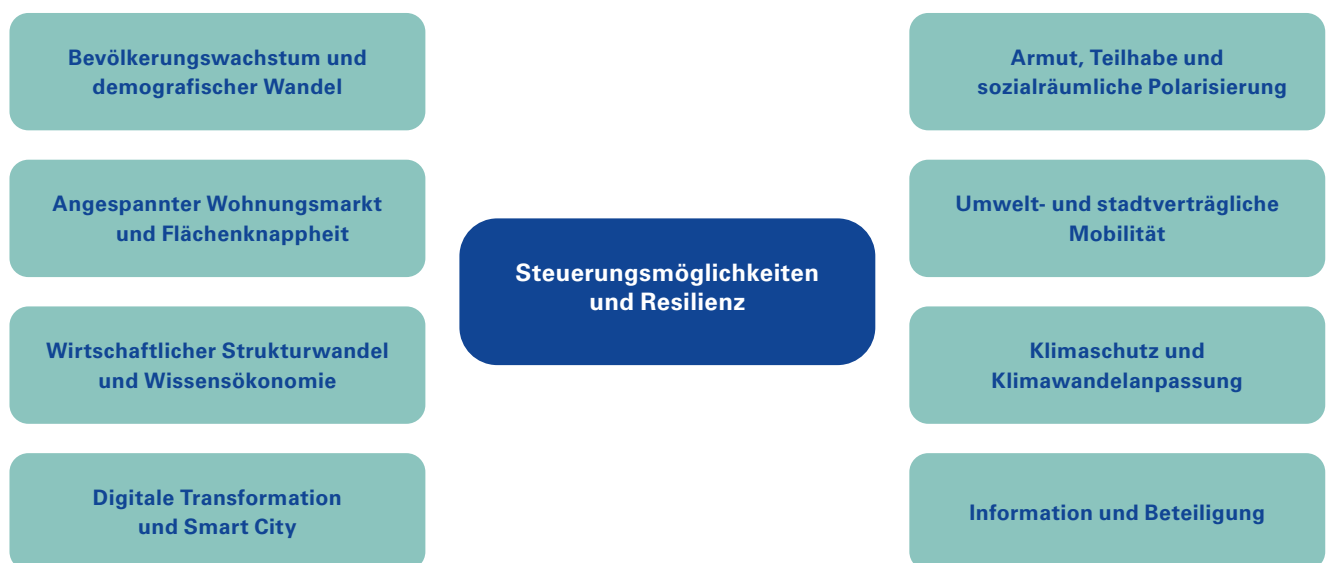 Bevölkerungswachstum und
demografischer Wandel
Angespannter Wohnungsmarkt
und Flächenknappheit
Wirtschaftlicher Strukturwandel
und Wissensökonomie
Digitale Transformation
und Smart City
Steuerungsmöglichkeiten
und Resilienz
Armut, Teilhabe und
sozialräumliche Polarisierung
Umwelt- und stadtverträgliche
Mobilität
Klimaschutz und
Klimawandelanpassung
Information und Beteiligung